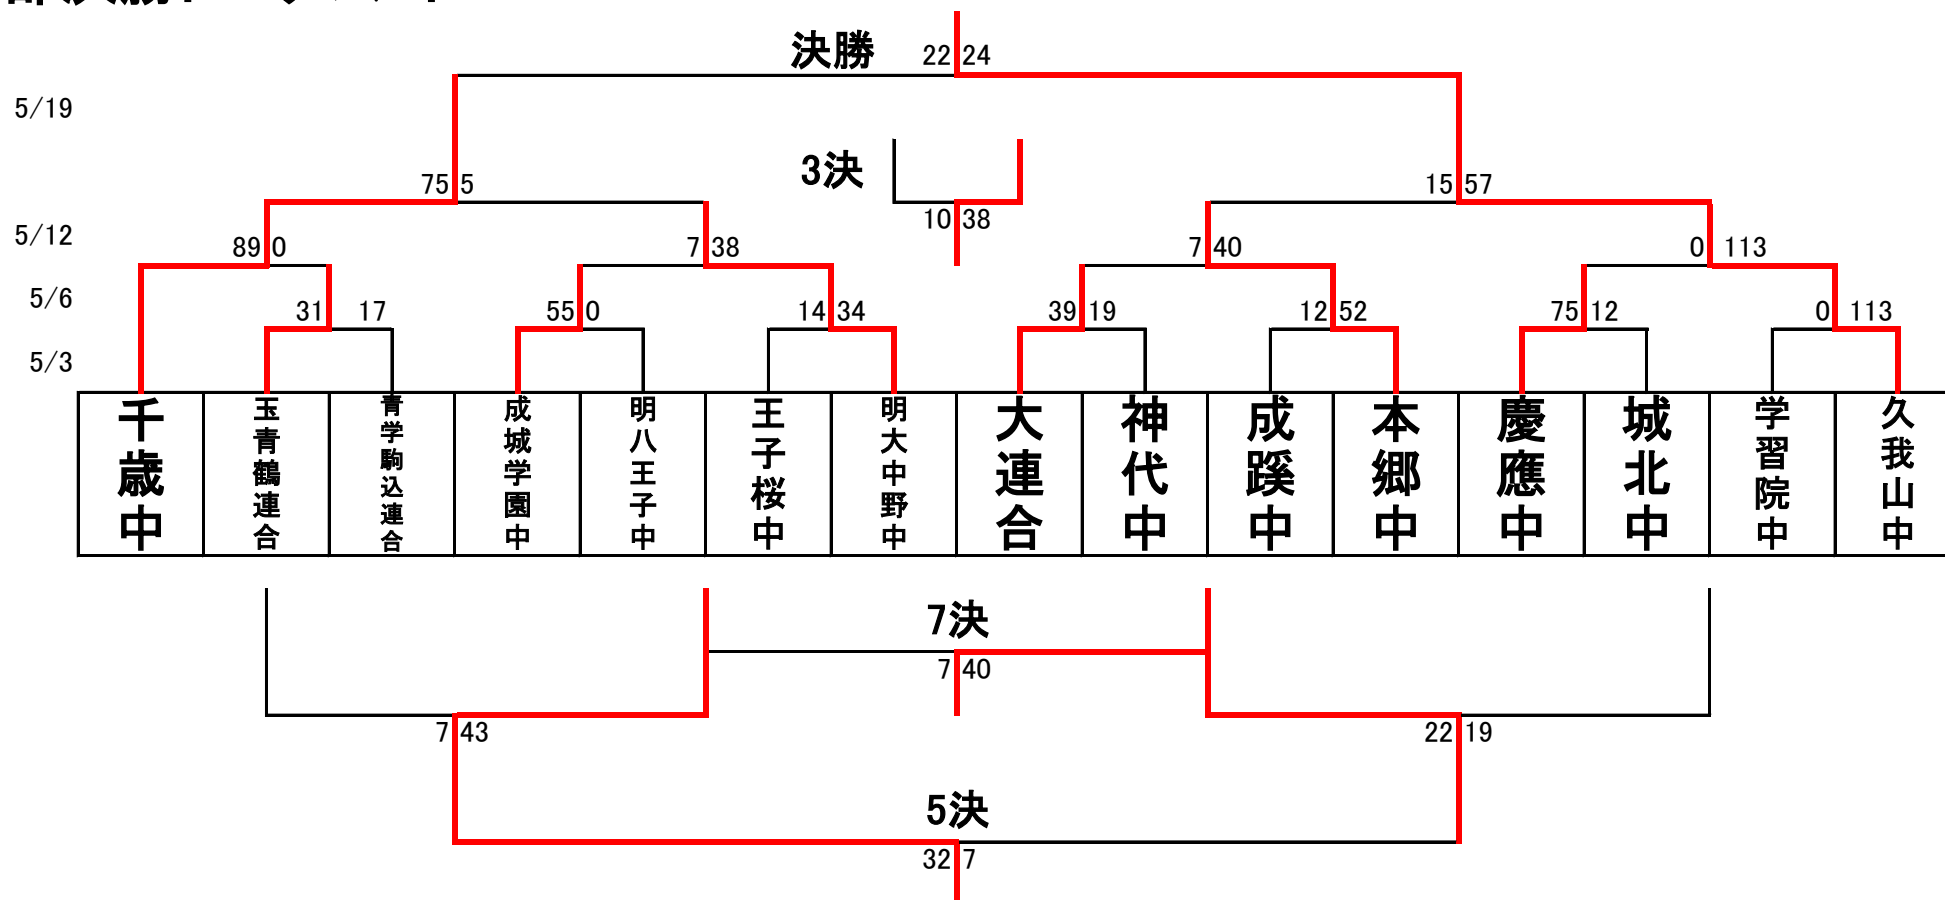 決勝 22 24
5/19
3決
75 5
15 57
10 38
5/12
89 0
7 38
7 40
0 113
5/6
31 17
55 0
14 34
39 19
12 52
75 12
0 113
5/3
千歳中
玉青鶴連合
青学駒込連合
成城学園中
明八王子中
王子桜中
明大中野中
大連合
神代中
成蹊中
本郷中
慶應中
城北中
学習院中
久我山中
7決
7 40
7 43
22 19
5決
32 7